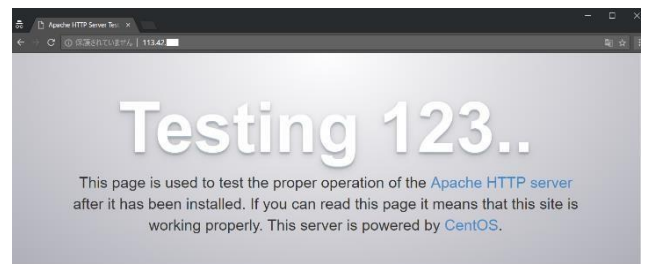 Apache HTTP Server Test
保護されていません | 113.42.
Testing 123..
This page is used to test the proper operation of the Apache HTTP server
after it has been installed. If you can read this page it means that this site is
working properly. This server is powered by CentOS.